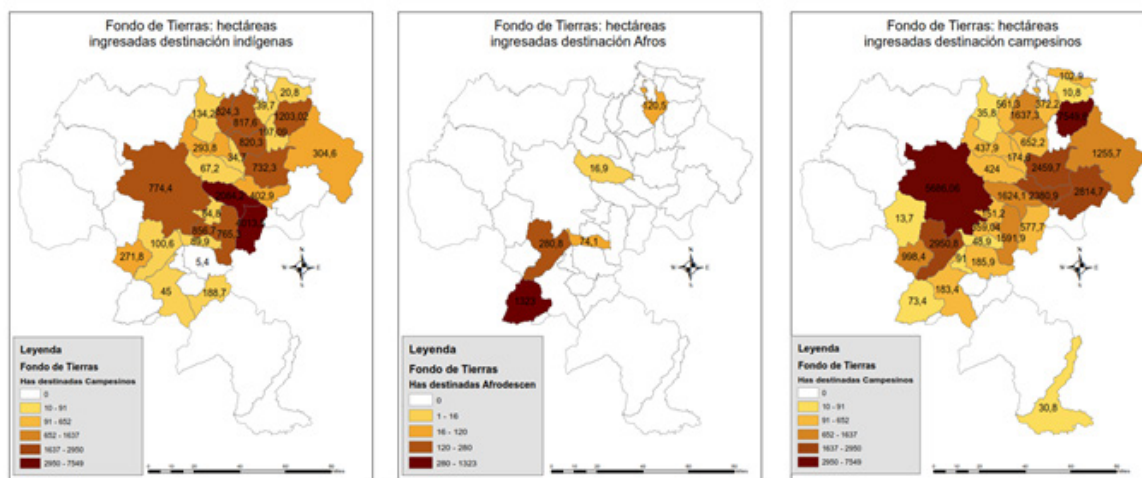 Fondo de Tierras: hectáreas
ingresadas destinación indígenas
20,8
134,2
824,3
39,7
817,6
1203,02
107,09
820,3
293,8
34,7
304,6
67,2
732,3
774,4
402,9
84,8
856,7
765,3
100,6
89,9
271,8
5,4
45
188,7
N
W
E
S
Leyenda
Fondo de Tierras
Has destinadas Campesinos
0
10 - 91
91 - 652
652 - 1637
1637 - 2950
2950 - 7549
Fondo de Tierras: hectáreas
ingresadas destinación Afros
120,5
16,9
280,8
74,1
1323
N
W
E
S
Leyenda
Fondo de Tierras
Has destinadas Afrodescen
0
1 - 16
16 - 120
120 - 280
280 - 1323
Fondo de Tierras: hectáreas
ingresadas destinación campesinos
102,9
10,8
561,3
372,2
35,8
1637,3
437,9
652,2
1255,7
174,8
424
2459,7
2814,7
5686,06
1624,1
2380,9
13,7
577,7
2950,8
48,9
1591,9
998,4
91
185,9
73,4
183,4
30,8
N
W
E
S
Leyenda
Fondo de Tierras
Has destinadas Campesinos
0
10 - 91
91 - 652
652 - 1637
1637 - 2950
2950 - 7549